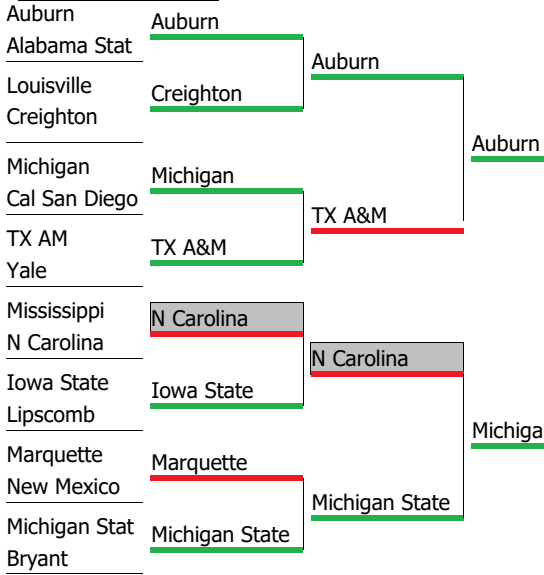 Auburn
Alabama Stat
Louisville
Creighton
Michigan
Cal San Diego
TX AM
Yale
Mississippi
N Carolina
Iowa State
Lipscomb
Marquette
New Mexico
Michigan Stat
Bryant
Auburn
Creighton
Michigan
TX A&M
N Carolina
Iowa State
Marquette
Michigan State
Auburn
TX A&M
N Carolina
Michigan State
Auburn
Michiga